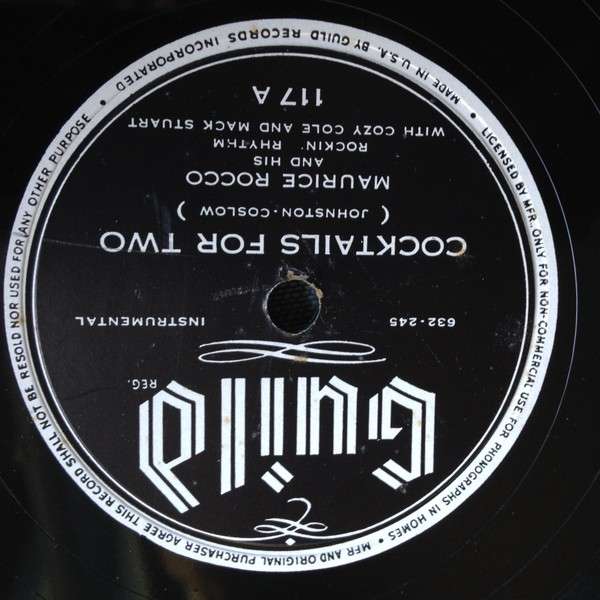 guild
REG.
632-245
INSTRUMENTAL
COCKTAILS FOR TWO
( JOHNSTON-COSLOW )
MAURICE ROCCO
AND HIS
ROCKIN' RHYTHM
WITH COZY COLE AND MACK STUART
117 A
• MFR AND ORIGINAL PURCHASER AGREE THIS RECORD SHALL NOT BE RESOLD NOR USED FOR ANY OTHER PURPOSE • MADE IN U.S.A. BY GUILD RECORDS INCORPORATED • LICENSED BY MFR. ONLY FOR NON-COMMERCIAL USE FOR PHONOGRAPHS IN HOMES